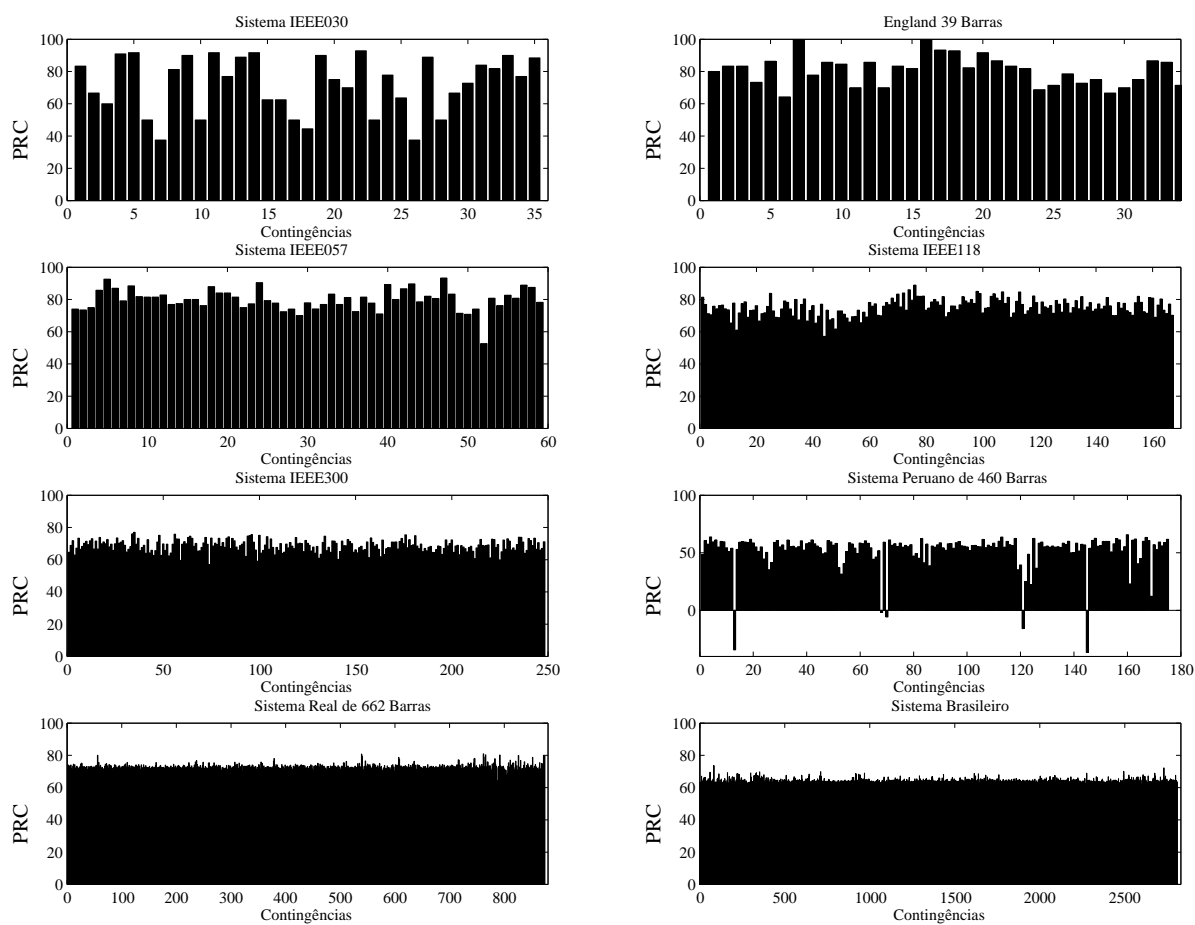 Sistema IEEE030
100
80
60
40
20
0
PRC
0 5 10 15 20 25 30 35
Contingências
England 39 Barras
100
80
60
40
20
0
PRC
0 5 10 15 20 25 30
Contingências
Sistema IEEE057
100
80
60
40
20
0
PRC
0 10 20 30 40 50 60
Contingências
Sistema IEEE118
100
80
60
40
20
0
PRC
0 20 40 60 80 100 120 140 160
Contingências
Sistema IEEE300
100
80
60
40
20
0
PRC
0 50 100 150 200 250
Contingências
Sistema Peruano de 460 Barras
100
50
0
PRC
0 20 40 60 80 100 120 140 160 180
Contingências
Sistema Real de 662 Barras
100
80
60
40
20
0
PRC
0 100 200 300 400 500 600 700 800
Contingências
Sistema Brasileiro
100
80
60
40
20
0
PRC
0 500 1000 1500 2000 2500
Contingências